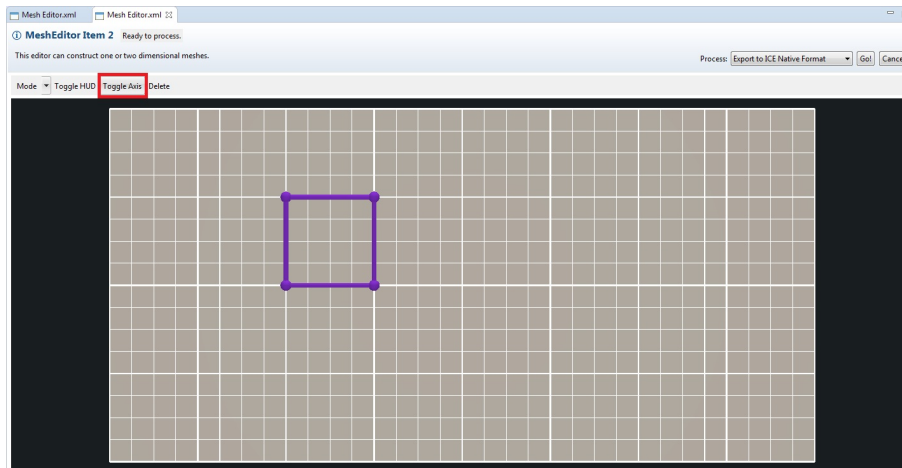 Mesh Editor.xml Mesh Editor.xml
MeshEditor Item 2 Ready to process.
This editor can construct one or two dimensional meshes.
Process: Export to ICE Native Format Go! Cance
Mode Toggle HUD Toggle Axis Delete